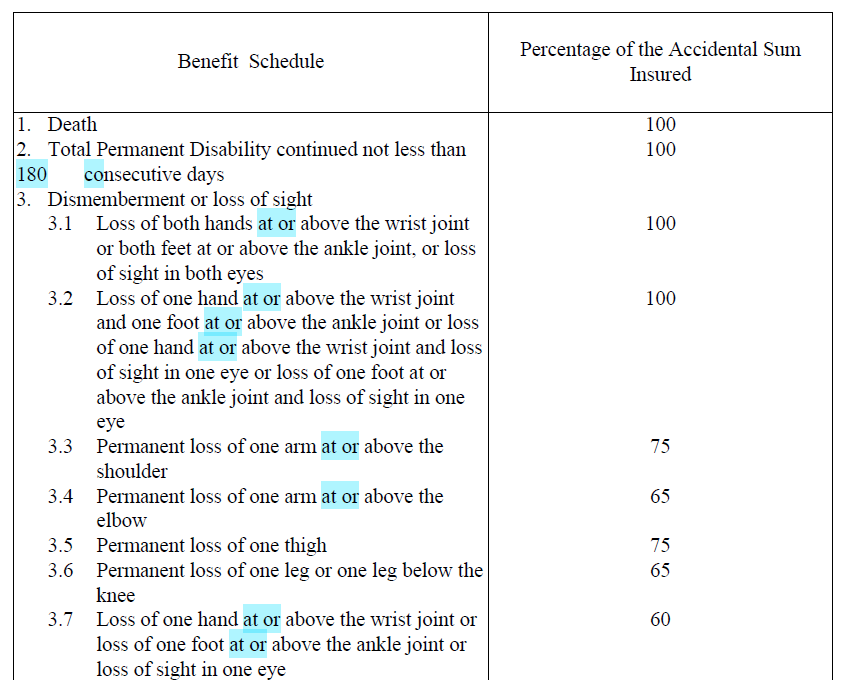 Benefit Schedule
Percentage of the Accidental Sum
Insured
1. Death 100
2. Total Permanent Disability continued not less than 100
180 consecutive days
3. Dismemberment or loss of sight
3.1 Loss of both hands at or above the wrist joint 100
or both feet at or above the ankle joint, or loss
of sight in both eyes
3.2 Loss of one hand at or above the wrist joint 100
and one foot at or above the ankle joint or loss
of one hand at or above the wrist joint and loss
of sight in one eye or loss of one foot at or
above the ankle joint and loss of sight in one
eye
3.3 Permanent loss of one arm at or above the 75
shoulder
3.4 Permanent loss of one arm at or above the 65
elbow
3.5 Permanent loss of one thigh 75
3.6 Permanent loss of one leg or one leg below the 65
knee
3.7 Loss of one hand at or above the wrist joint or 60
loss of one foot at or above the ankle joint or
loss of sight in one eye